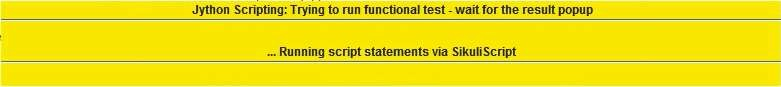 Jython Scripting: Trying to run functional test - wait for the result popup
... Running script statements via SikuliScript